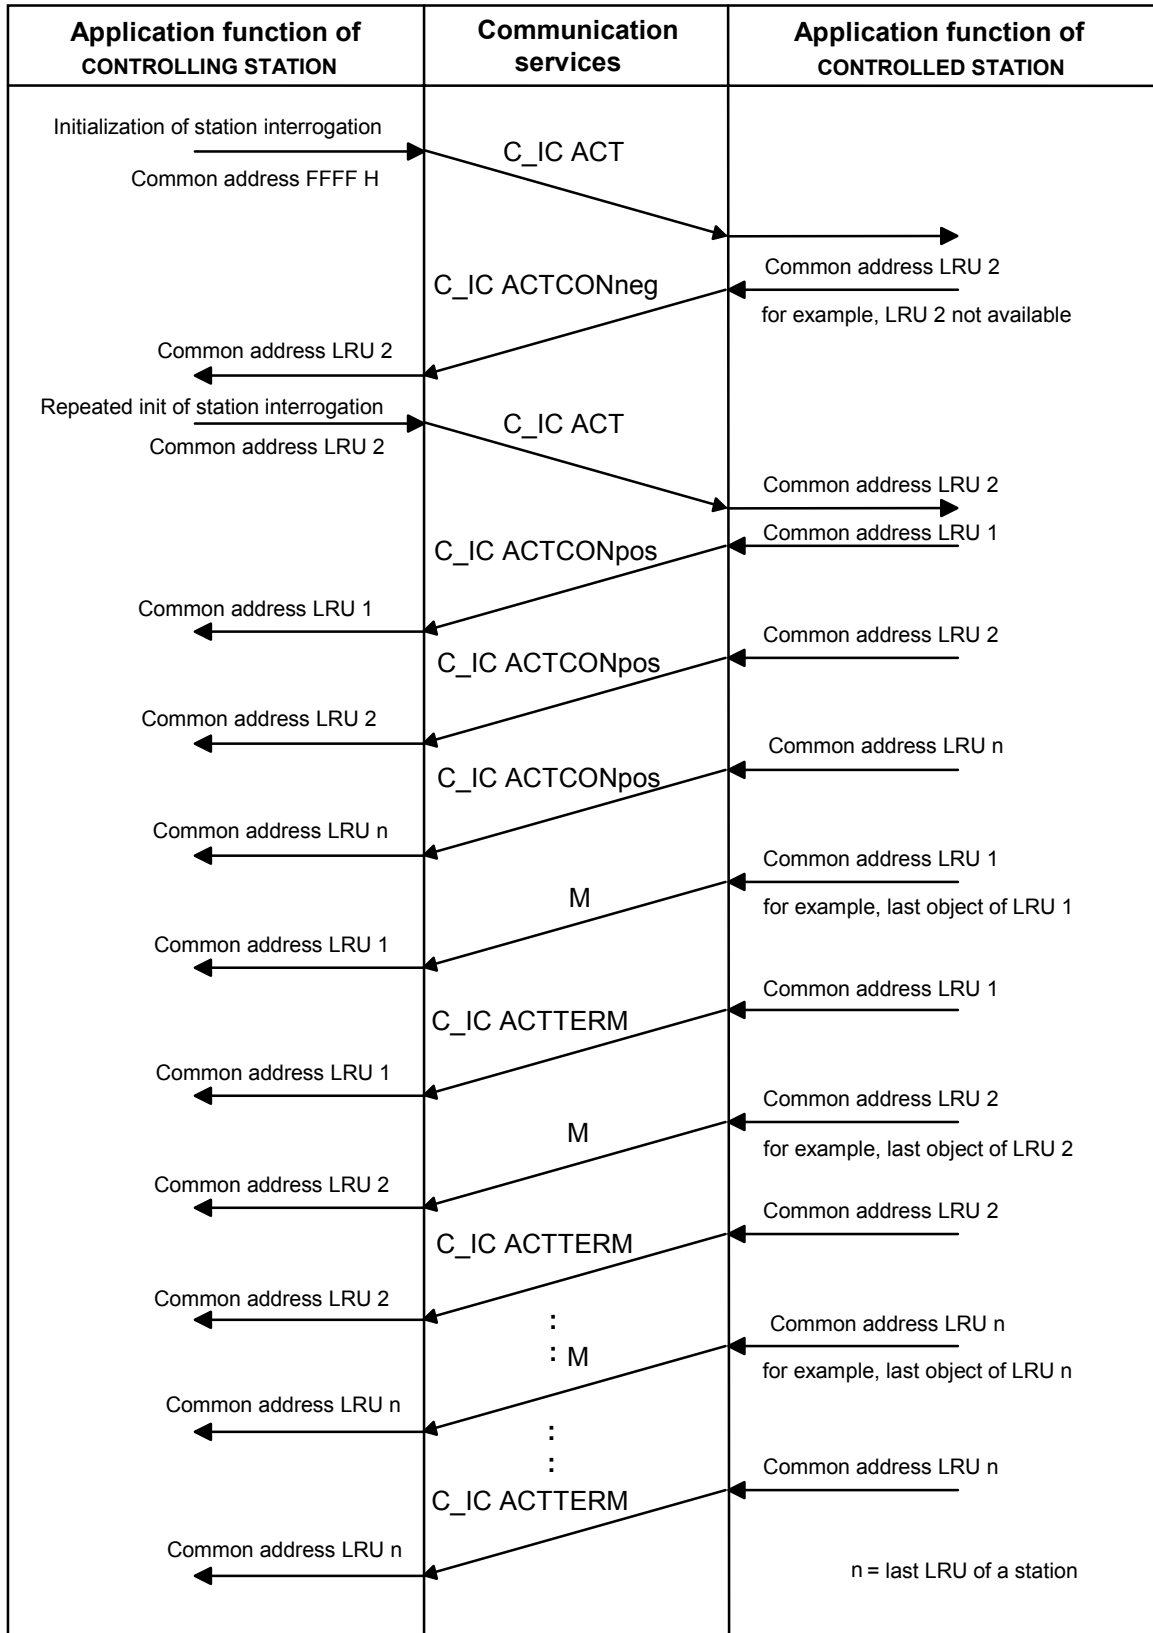 Application function of
CONTROLLING STATION
Communication
services
Application function of
CONTROLLED STATION
Initialization of station interrogation
C_IC ACT
Common address FFFF H
Common address LRU 2
C_IC ACTCONneg
for example, LRU 2 not available
Common address LRU 2
Repeated init of station interrogation
C_IC ACT
Common address LRU 2
Common address LRU 2
Common address LRU 1
C_IC ACTCONpos
Common address LRU 1
Common address LRU 2
C_IC ACTCONpos
Common address LRU 2
Common address LRU n
C_IC ACTCONpos
Common address LRU n
Common address LRU 1
M
for example, last object of LRU 1
Common address LRU 1
Common address LRU 1
C_IC ACTTERM
Common address LRU 1
Common address LRU 2
M
for example, last object of LRU 2
Common address LRU 2
Common address LRU 2
C_IC ACTTERM
Common address LRU 2
:
Common address LRU n
: M
for example, last object of LRU n
Common address LRU n
:
:
Common address LRU n
C_IC ACTTERM
Common address LRU n
n = last LRU of a station